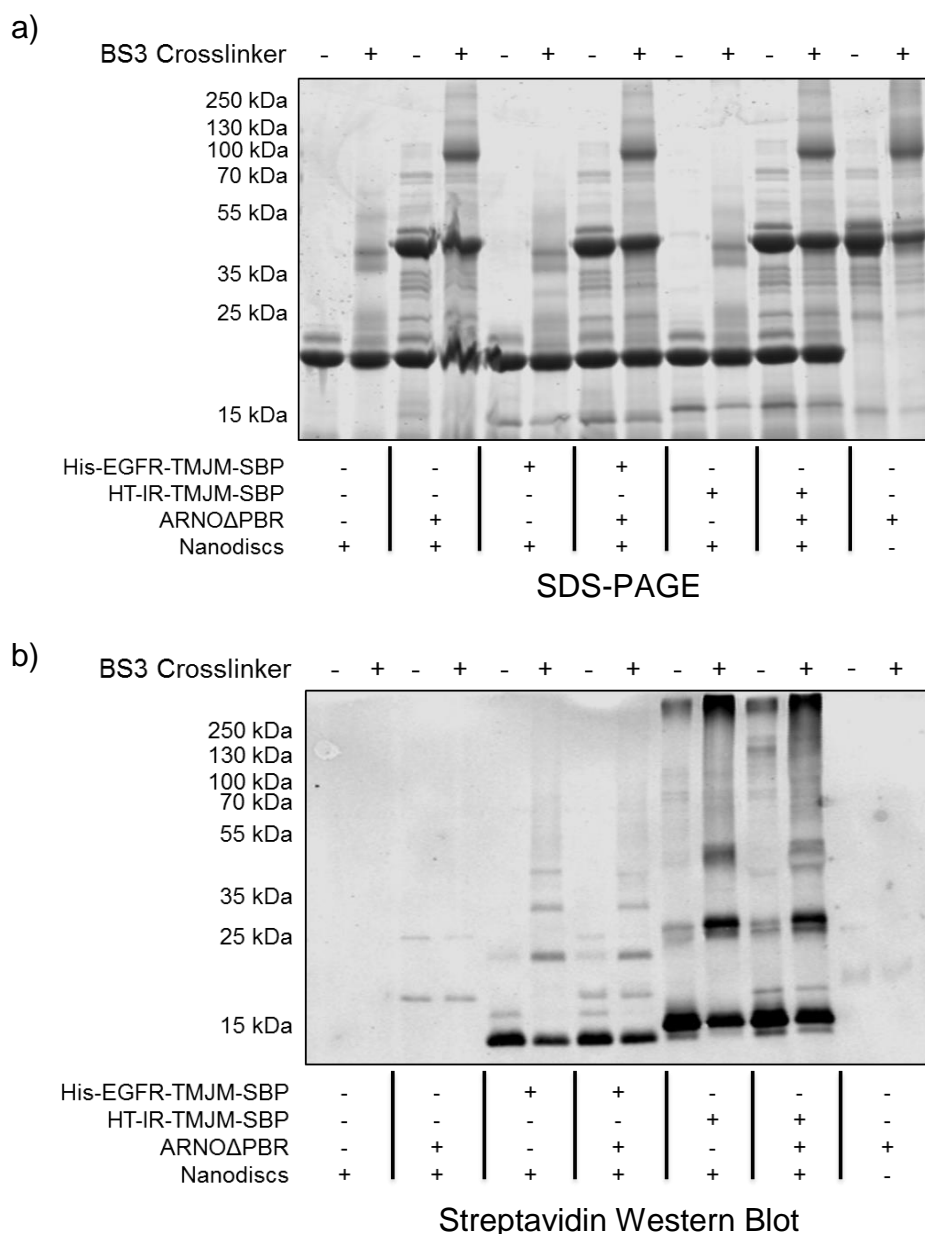 a)
BS3 Crosslinker - + - + - + - + - + - + - +
250 kDa
130 kDa
100 kDa
70 kDa
55 kDa
35 kDa
25 kDa
15 kDa
His-EGFR-TMJM-SBP - - + + - - -
HT-IR-TMJM-SBP - - - - + + -
ARNOΔPBR - + - + - + +
Nanodiscs + + + + + + -
SDS-PAGE
b)
BS3 Crosslinker - + - + - + - + - + - + - +
250 kDa
130 kDa
100 kDa
70 kDa
55 kDa
35 kDa
25 kDa
15 kDa
His-EGFR-TMJM-SBP - - + + - - -
HT-IR-TMJM-SBP - - - - + + -
ARNOΔPBR - + - + - + +
Nanodiscs + + + + + + -
Streptavidin Western Blot